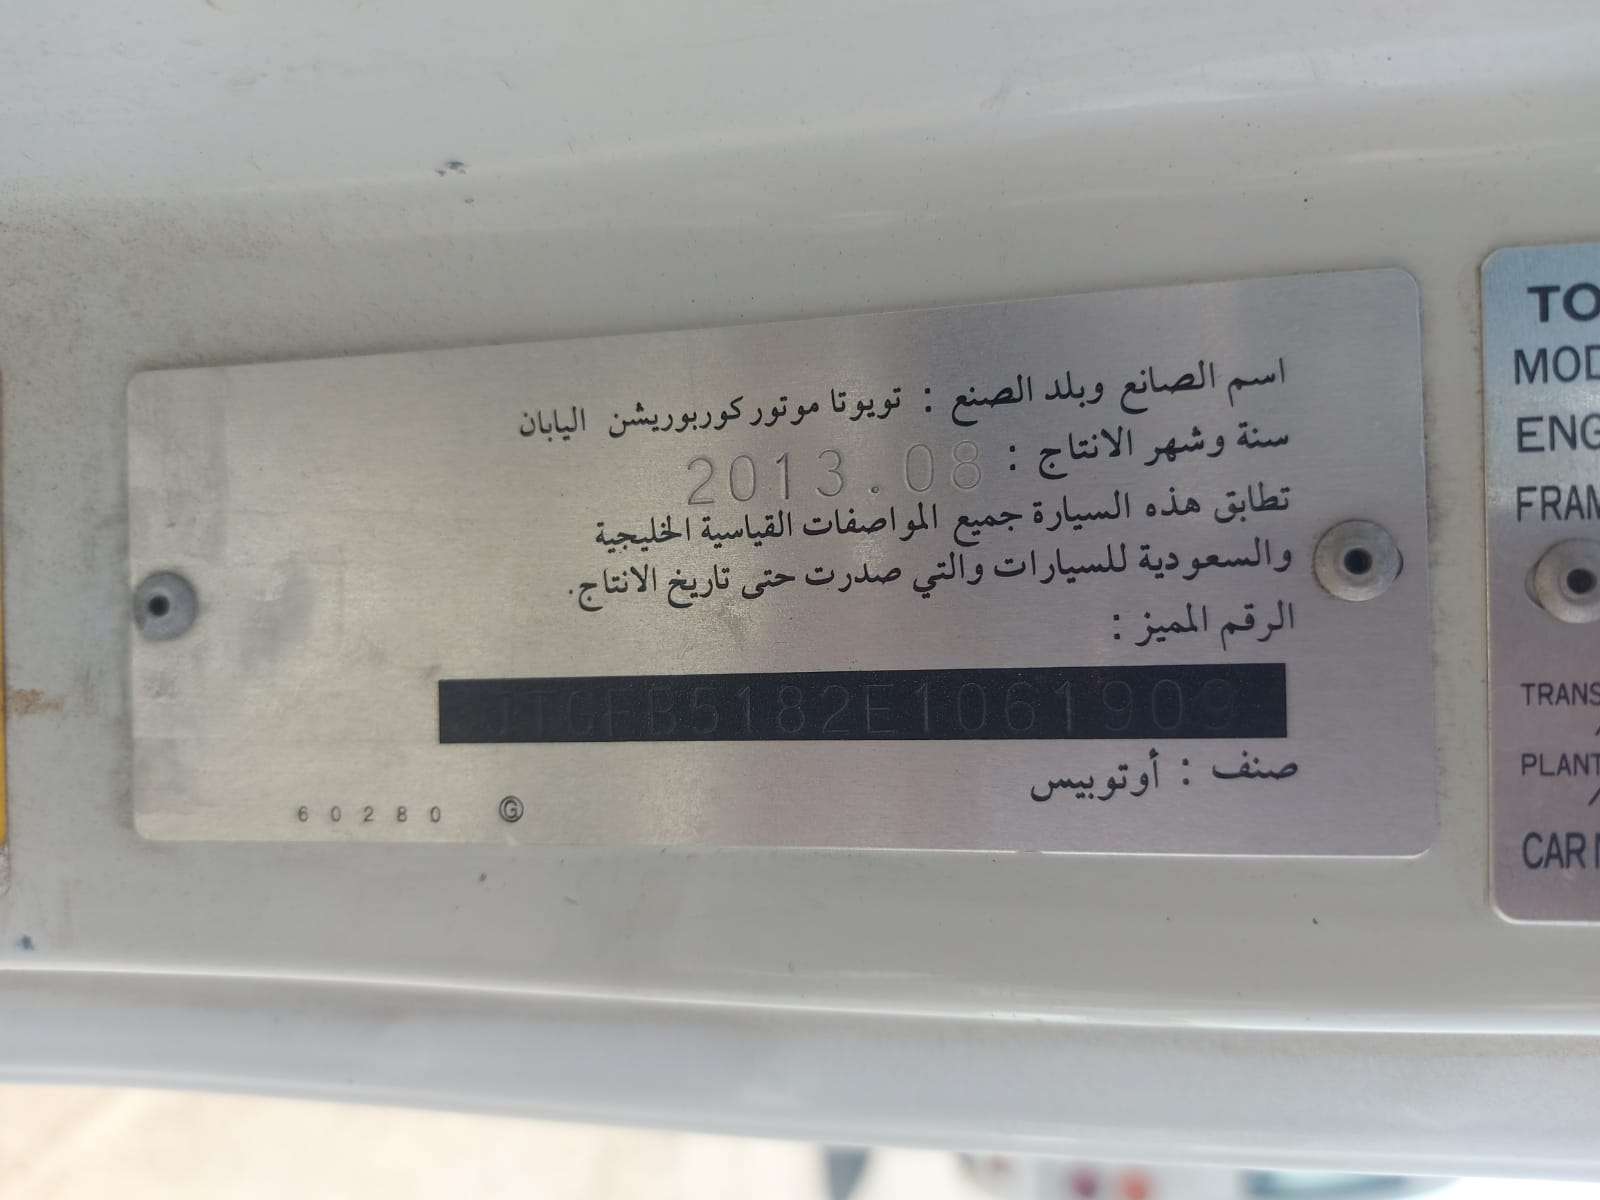 اسم الصانع وبلد الصنع : تويوتا موتور كوربوريشن اليابان
سنة وشهر الانتاج : 2013.08
تطابق هذه السيارة جميع المواصفات القياسية الخليجية
والسعودية للسيارات والتي صدرت حتى تاريخ الانتاج.
الرقم المميز :
JTGFB5182E1061909
صنف : أوتوبيس
60280 G
TO
MOD
ENG
FRAM
TRANS
PLANT
CAR